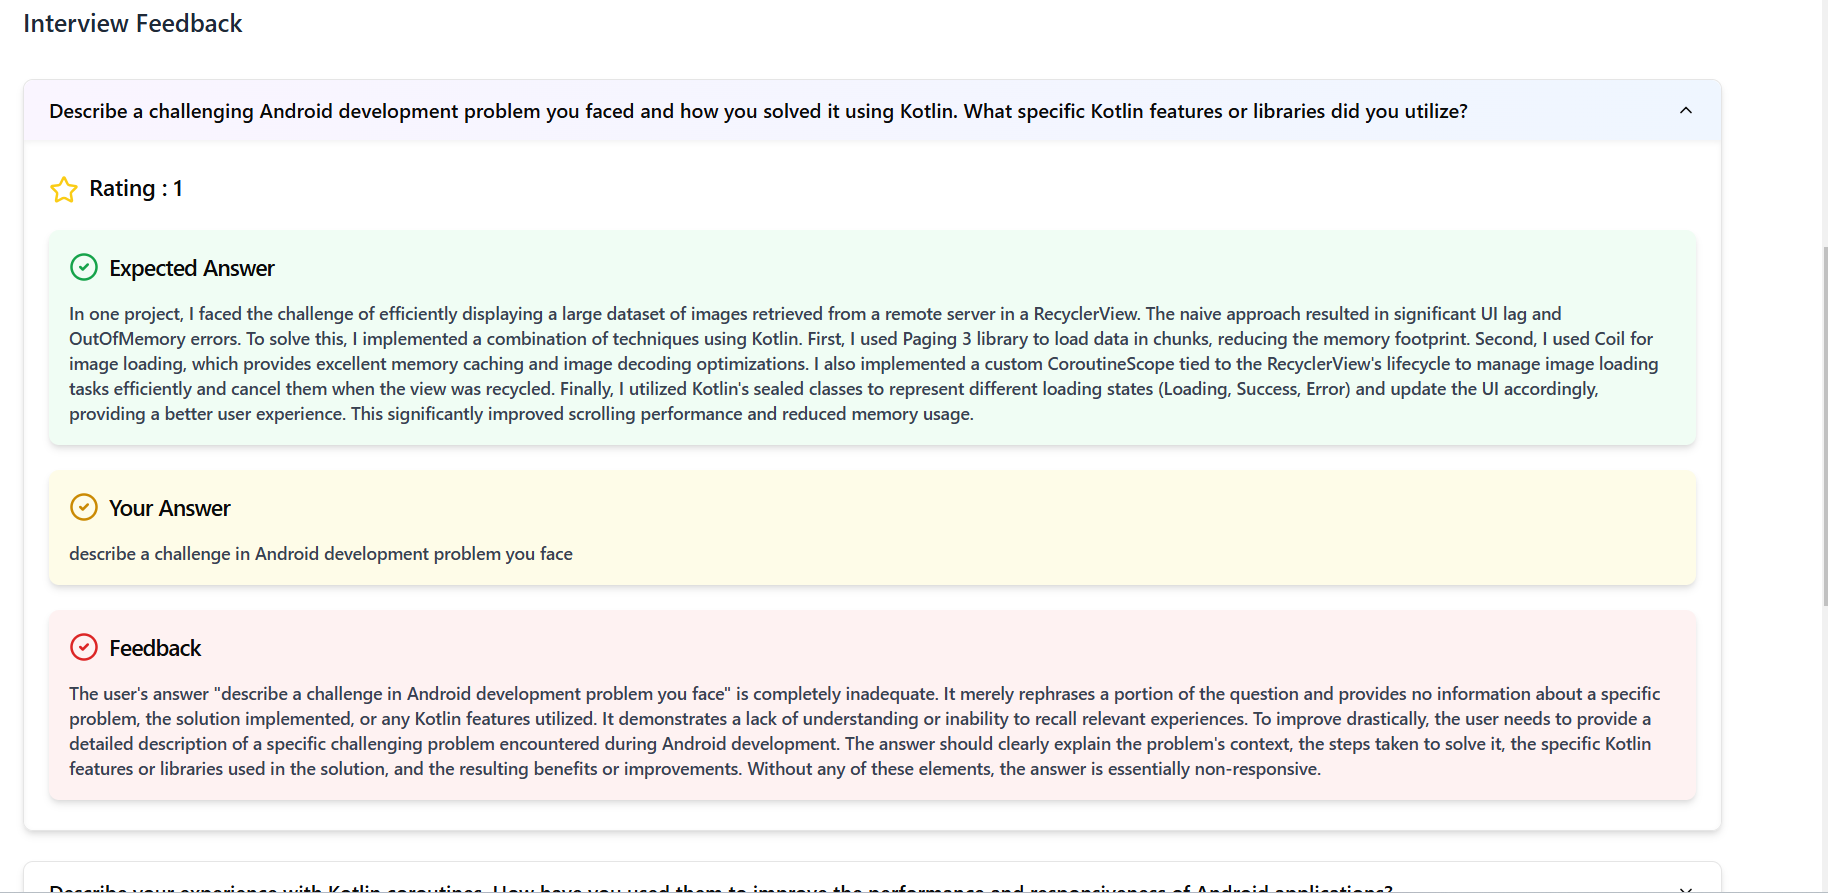 Interview Feedback
Describe a challenging Android development problem you faced and how you solved it using Kotlin. What specific Kotlin features or libraries did you utilize?
Rating : 1
Expected Answer
In one project, I faced the challenge of efficiently displaying a large dataset of images retrieved from a remote server in a RecyclerView. The naive approach resulted in significant UI lag and
OutOfMemory errors. To solve this, I implemented a combination of techniques using Kotlin. First, I used Paging 3 library to load data in chunks, reducing the memory footprint. Second, I used Coil for
image loading, which provides excellent memory caching and image decoding optimizations. I also implemented a custom CoroutineScope tied to the RecyclerView's lifecycle to manage image loading
tasks efficiently and cancel them when the view was recycled. Finally, I utilized Kotlin's sealed classes to represent different loading states (Loading, Success, Error) and update the UI accordingly,
providing a better user experience. This significantly improved scrolling performance and reduced memory usage.
Your Answer
describe a challenge in Android development problem you face
Feedback
The user's answer "describe a challenge in Android development problem you face" is completely inadequate. It merely rephrases a portion of the question and provides no information about a specific
problem, the solution implemented, or any Kotlin features utilized. It demonstrates a lack of understanding or inability to recall relevant experiences. To improve drastically, the user needs to provide a
detailed description of a specific challenging problem encountered during Android development. The answer should clearly explain the problem's context, the steps taken to solve it, the specific Kotlin
features or libraries used in the solution, and the resulting benefits or improvements. Without any of these elements, the answer is essentially non-responsive.
Describe your experience with Kotlin coroutines. How have you used them to improve the performance and responsiveness of Android applications?